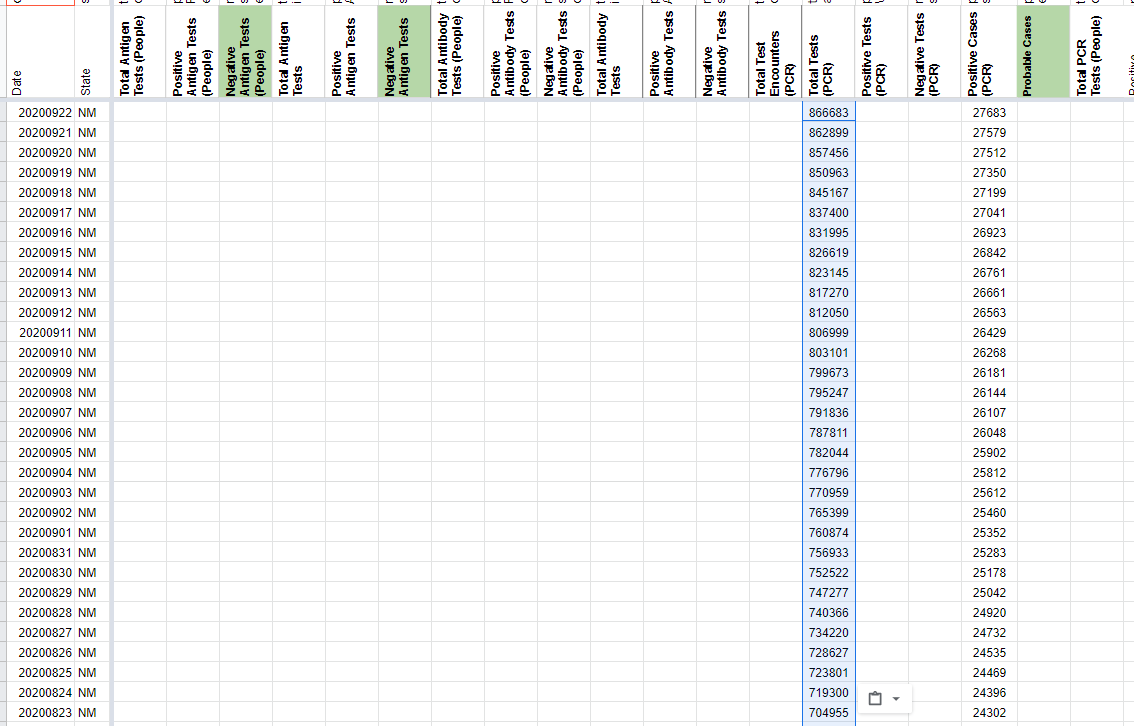 Date State Total Antigen Tests (People) Positive Antigen Tests (People) Negative Antigen Tests (People) Total Antigen Tests Positive Antigen Tests Negative Antigen Tests Total Antibody Tests (People) Positive Antibody Tests (People) Negative Antibody Tests (People) Total Antibody Tests Positive Antibody Tests Negative Antibody Tests Total Test Encounters (PCR) Total Tests (PCR) Positive Tests (PCR) Negative Tests (PCR) Positive Cases (PCR) Probable Cases Total PCR Tests (People)
20200922 NM 866683 27683
20200921 NM 862899 27579
20200920 NM 857456 27512
20200919 NM 850963 27350
20200918 NM 845167 27199
20200917 NM 837400 27041
20200916 NM 831995 26923
20200915 NM 826619 26842
20200914 NM 823145 26761
20200913 NM 817270 26661
20200912 NM 812050 26563
20200911 NM 806999 26429
20200910 NM 803101 26268
20200909 NM 799673 26181
20200908 NM 795247 26144
20200907 NM 791836 26107
20200906 NM 787811 26048
20200905 NM 782044 25902
20200904 NM 776796 25812
20200903 NM 770959 25612
20200902 NM 765399 25460
20200901 NM 760874 25352
20200831 NM 756933 25283
20200830 NM 752522 25178
20200829 NM 747277 25042
20200828 NM 740366 24920
20200827 NM 734220 24732
20200826 NM 728627 24535
20200825 NM 723801 24469
20200824 NM 719300 24396
20200823 NM 704955 24302